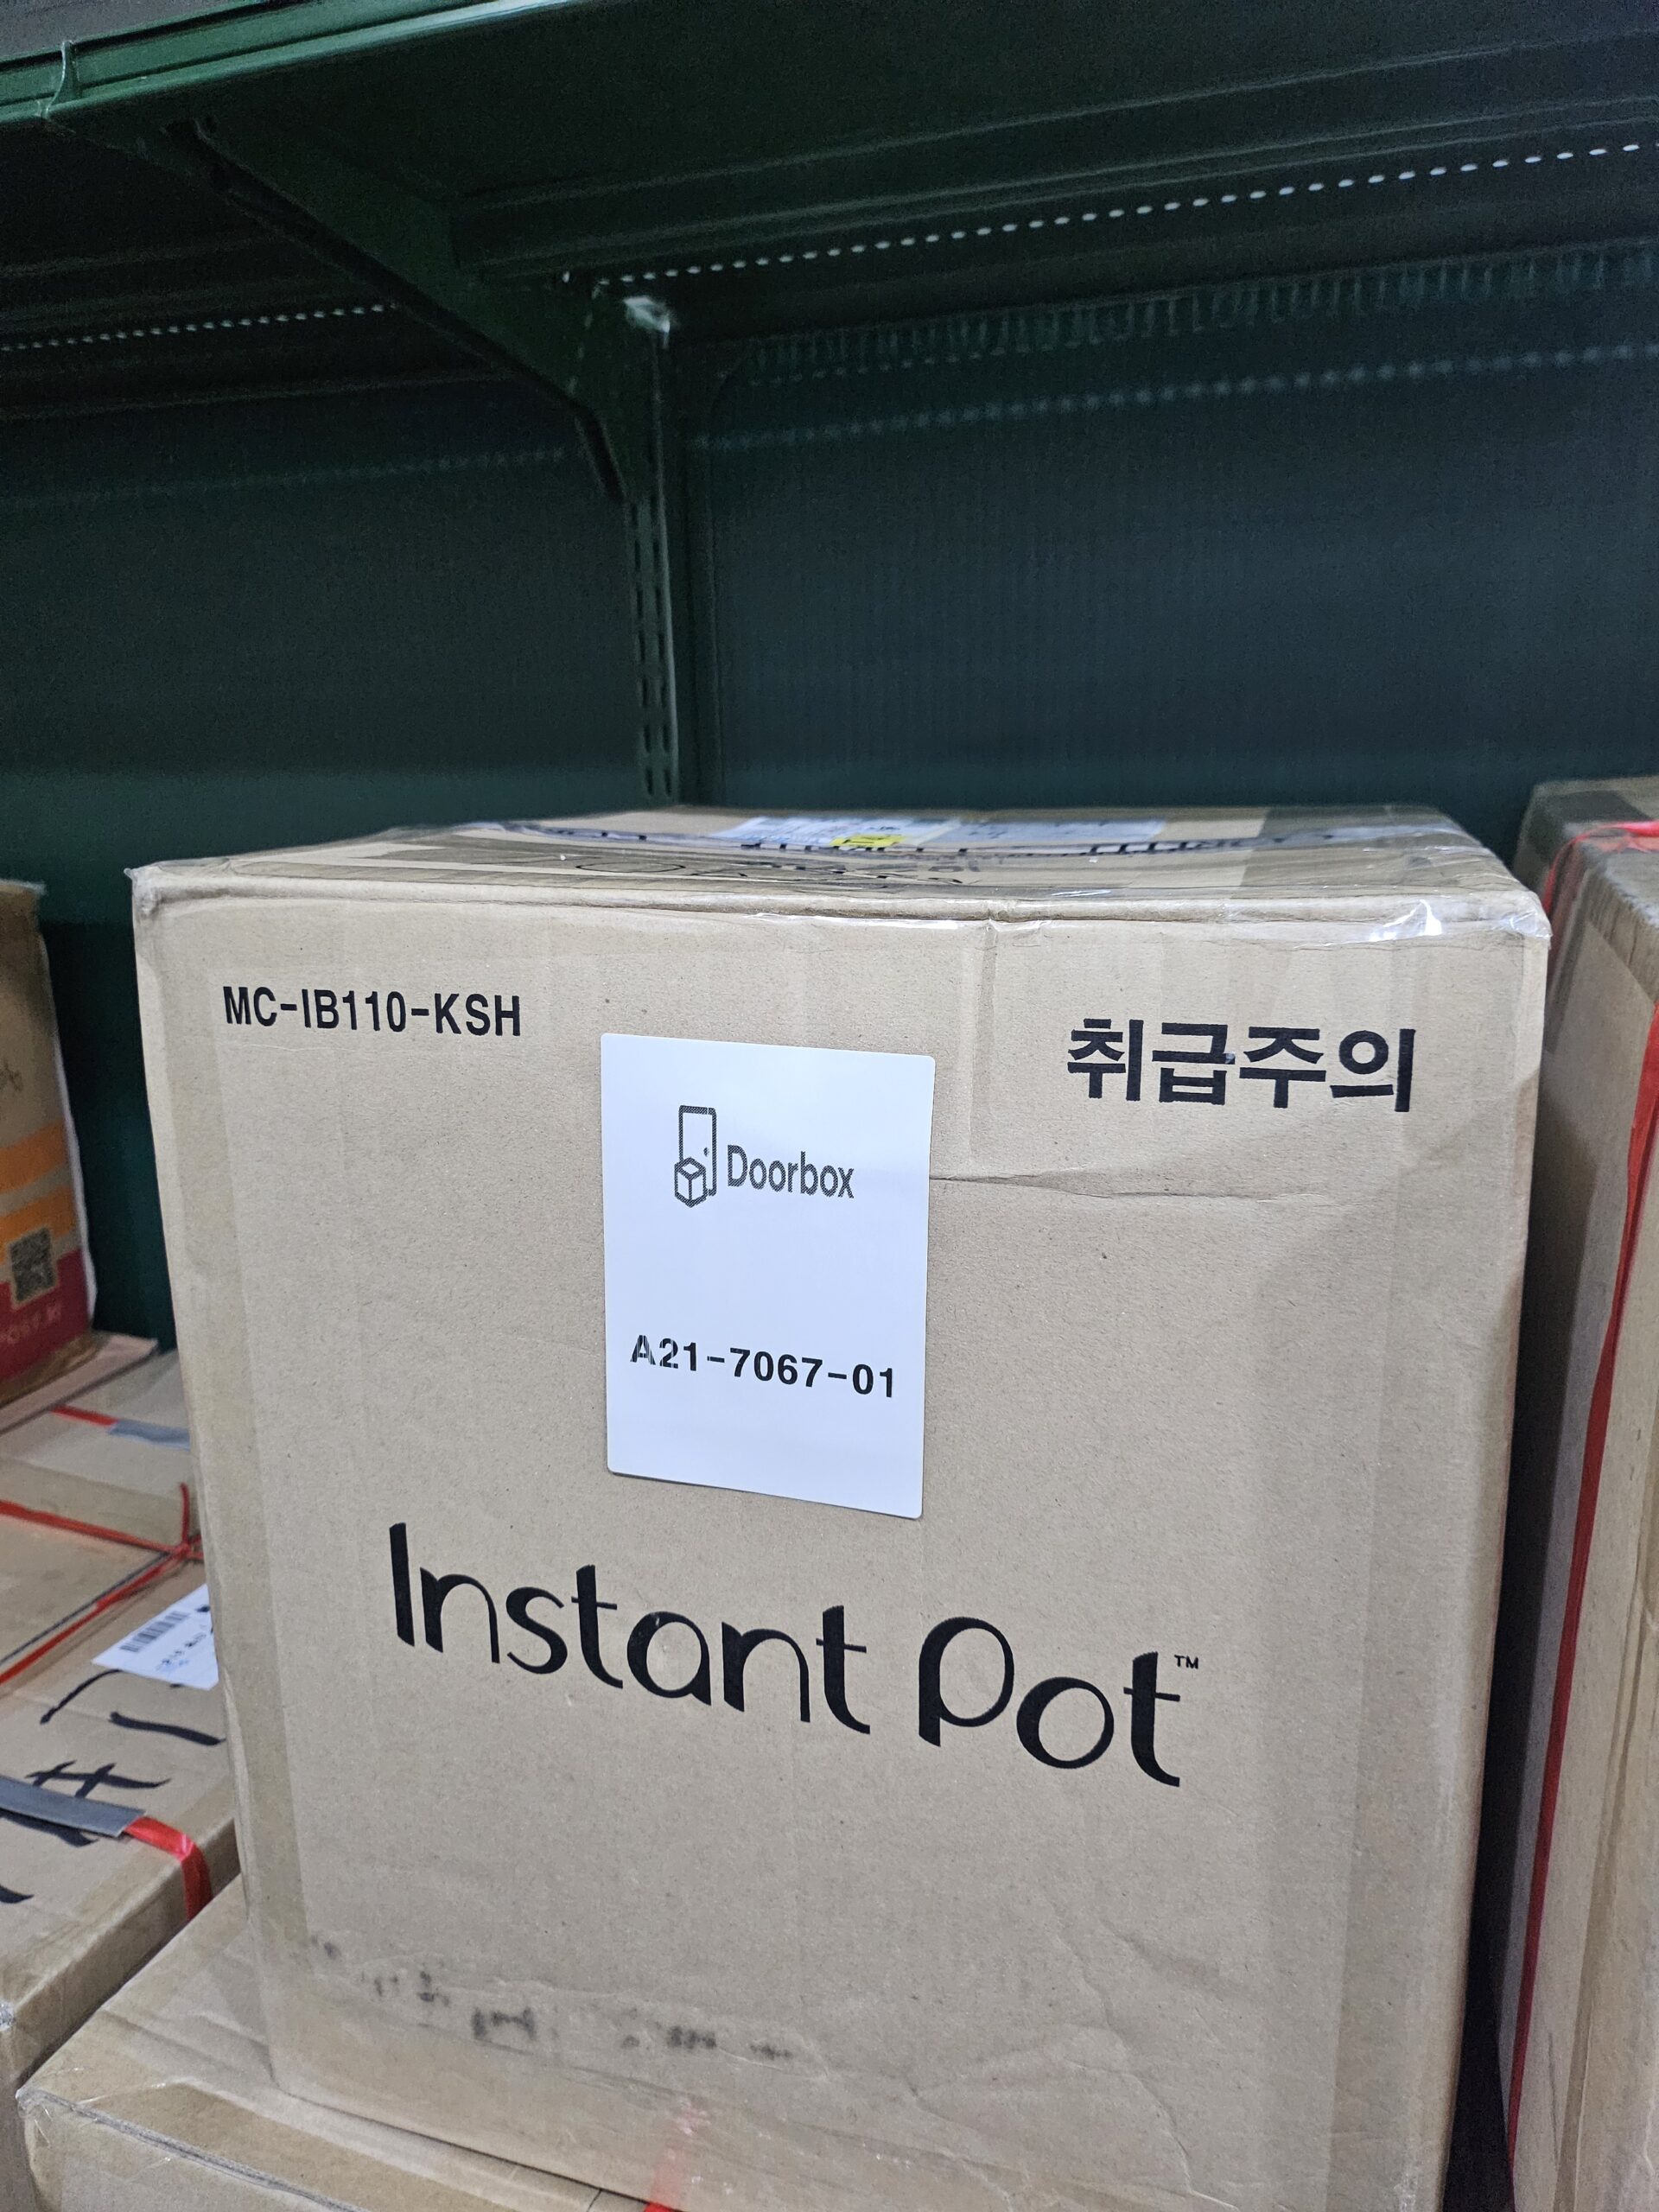 MC-IB110-KSH
취급주의
Doorbox
A21-7067-01
Instant Pot™